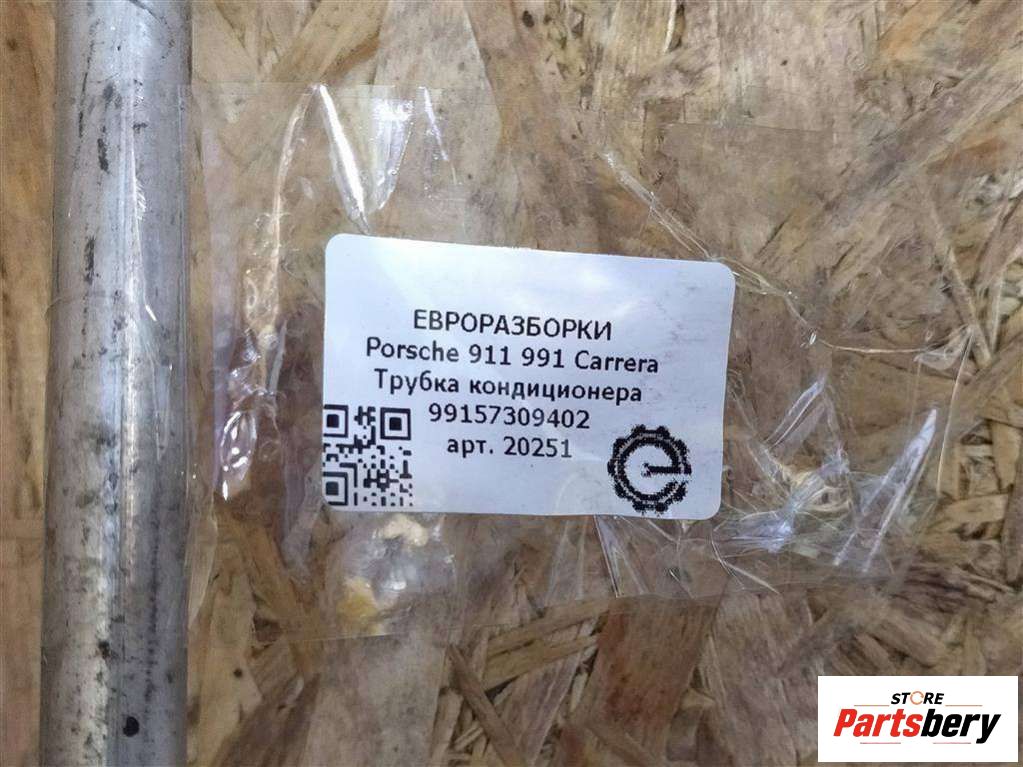 ЕВРОРАЗБОРКИ
Porsche 911 991 Carrera
Трубка кондиционера
99157309402
арт. 20251
STORE
Partsbery